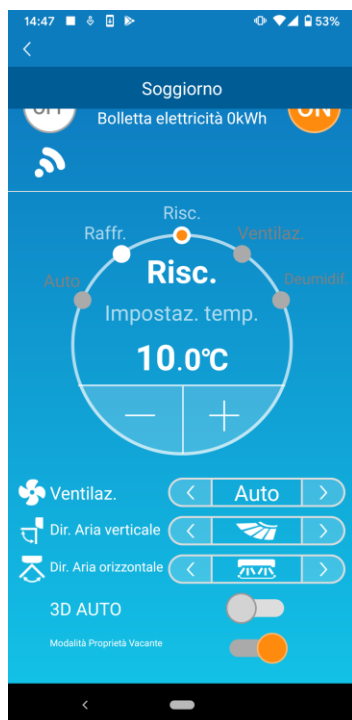 14:47 53%
Soggiorno
OFF ON
Bolletta elettricità 0kWh
Risc.
Raffr. Ventilaz.
Auto Deumidif.
Risc.
Impostaz. temp.
10.0°C
Ventilaz. Auto
Dir. Aria verticale
Dir. Aria orizzontale
3D AUTO
Modalità Proprietà Vacante